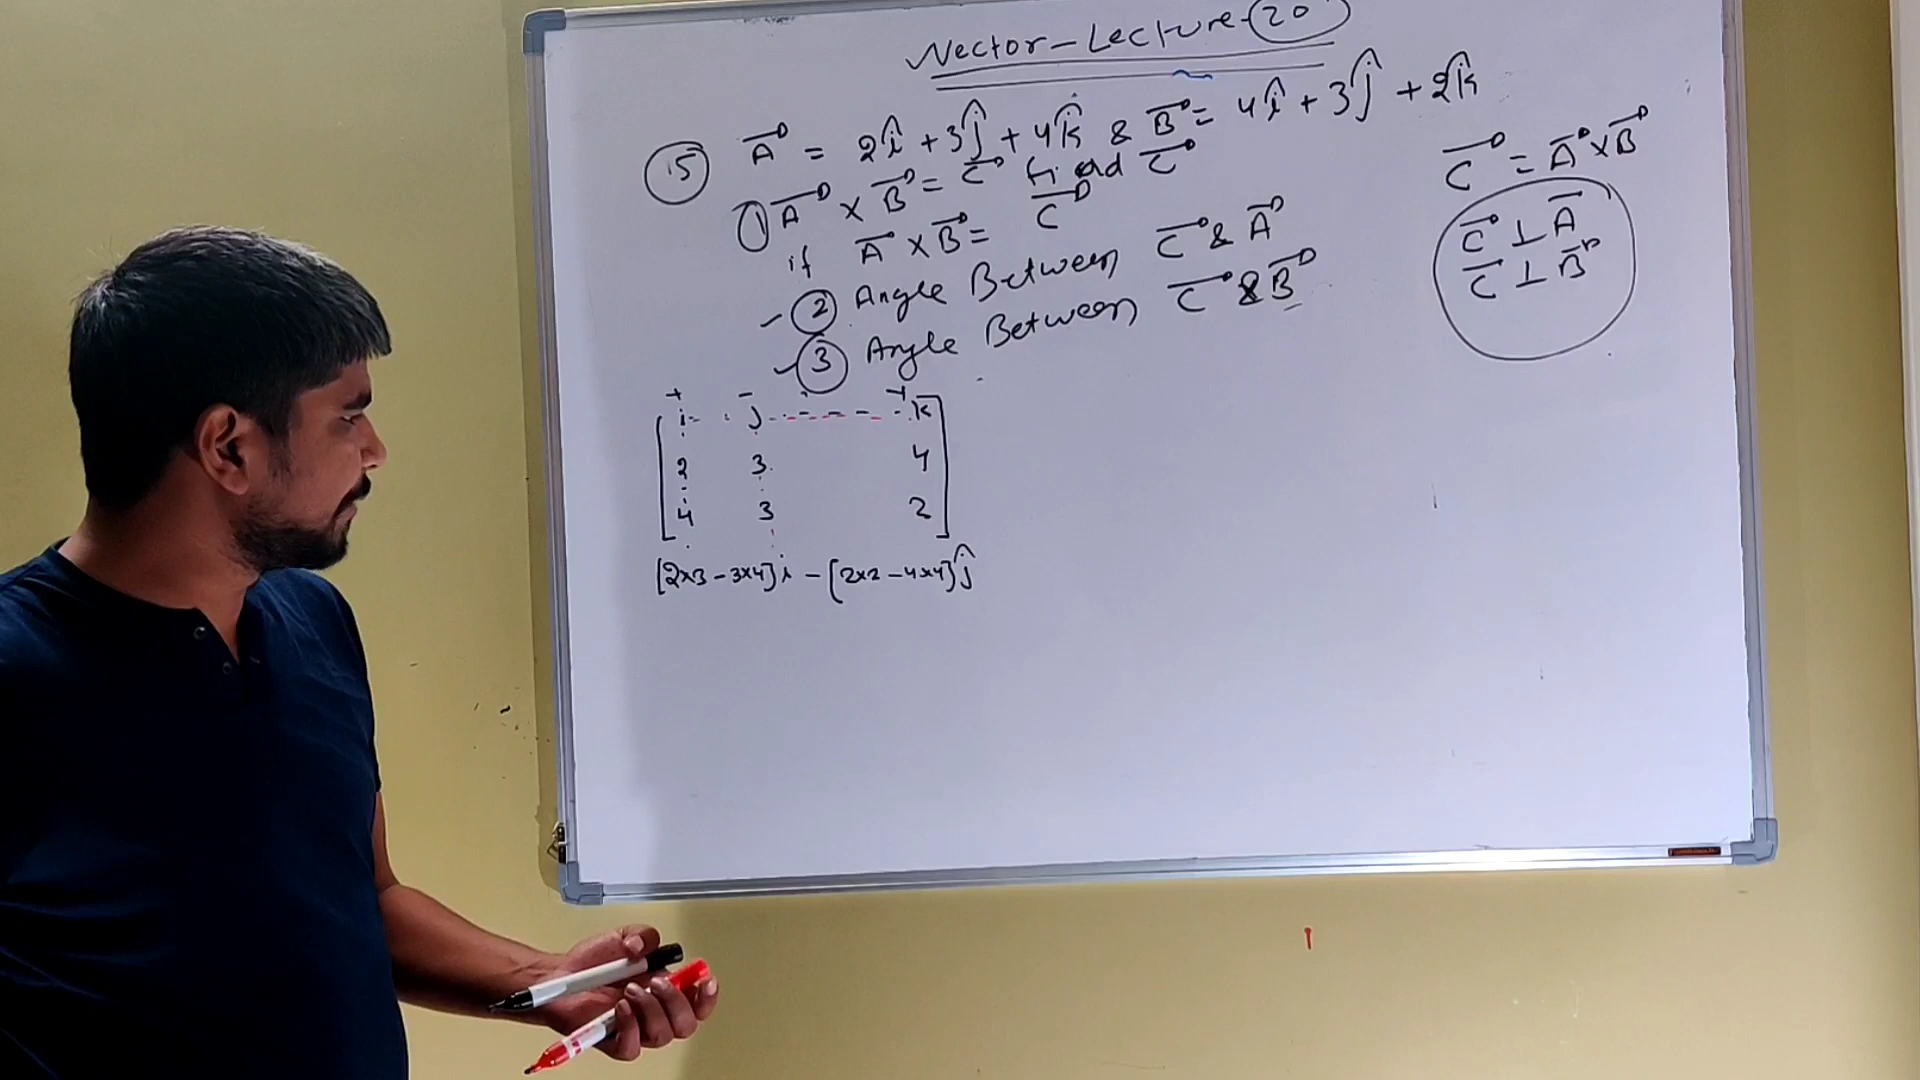 Vector - Lecture - 20
15 A⃗ = 2î + 3ĵ + 4k̂ & B⃗ = 4î + 3ĵ + 2k̂
① A⃗ × B⃗ = C⃗ find C⃗
if A⃗ × B⃗ = C⃗
② Angle Between C⃗ & A⃗
③ Angle Between C⃗ & B⃗
C⃗ = A⃗ × B⃗
C⃗ ⊥ A⃗
C⃗ ⊥ B⃗
+ - +
i j k
2 3 4
4 3 2
[2×3 - 3×4] i - [2×2 - 4×4] ĵ